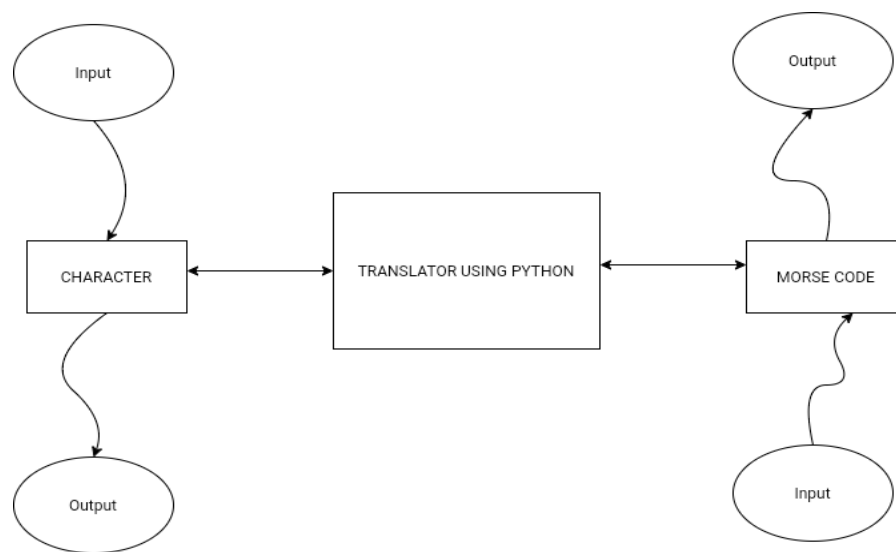 Input
Output
CHARACTER
TRANSLATOR USING PYTHON
MORSE CODE
Output
Input